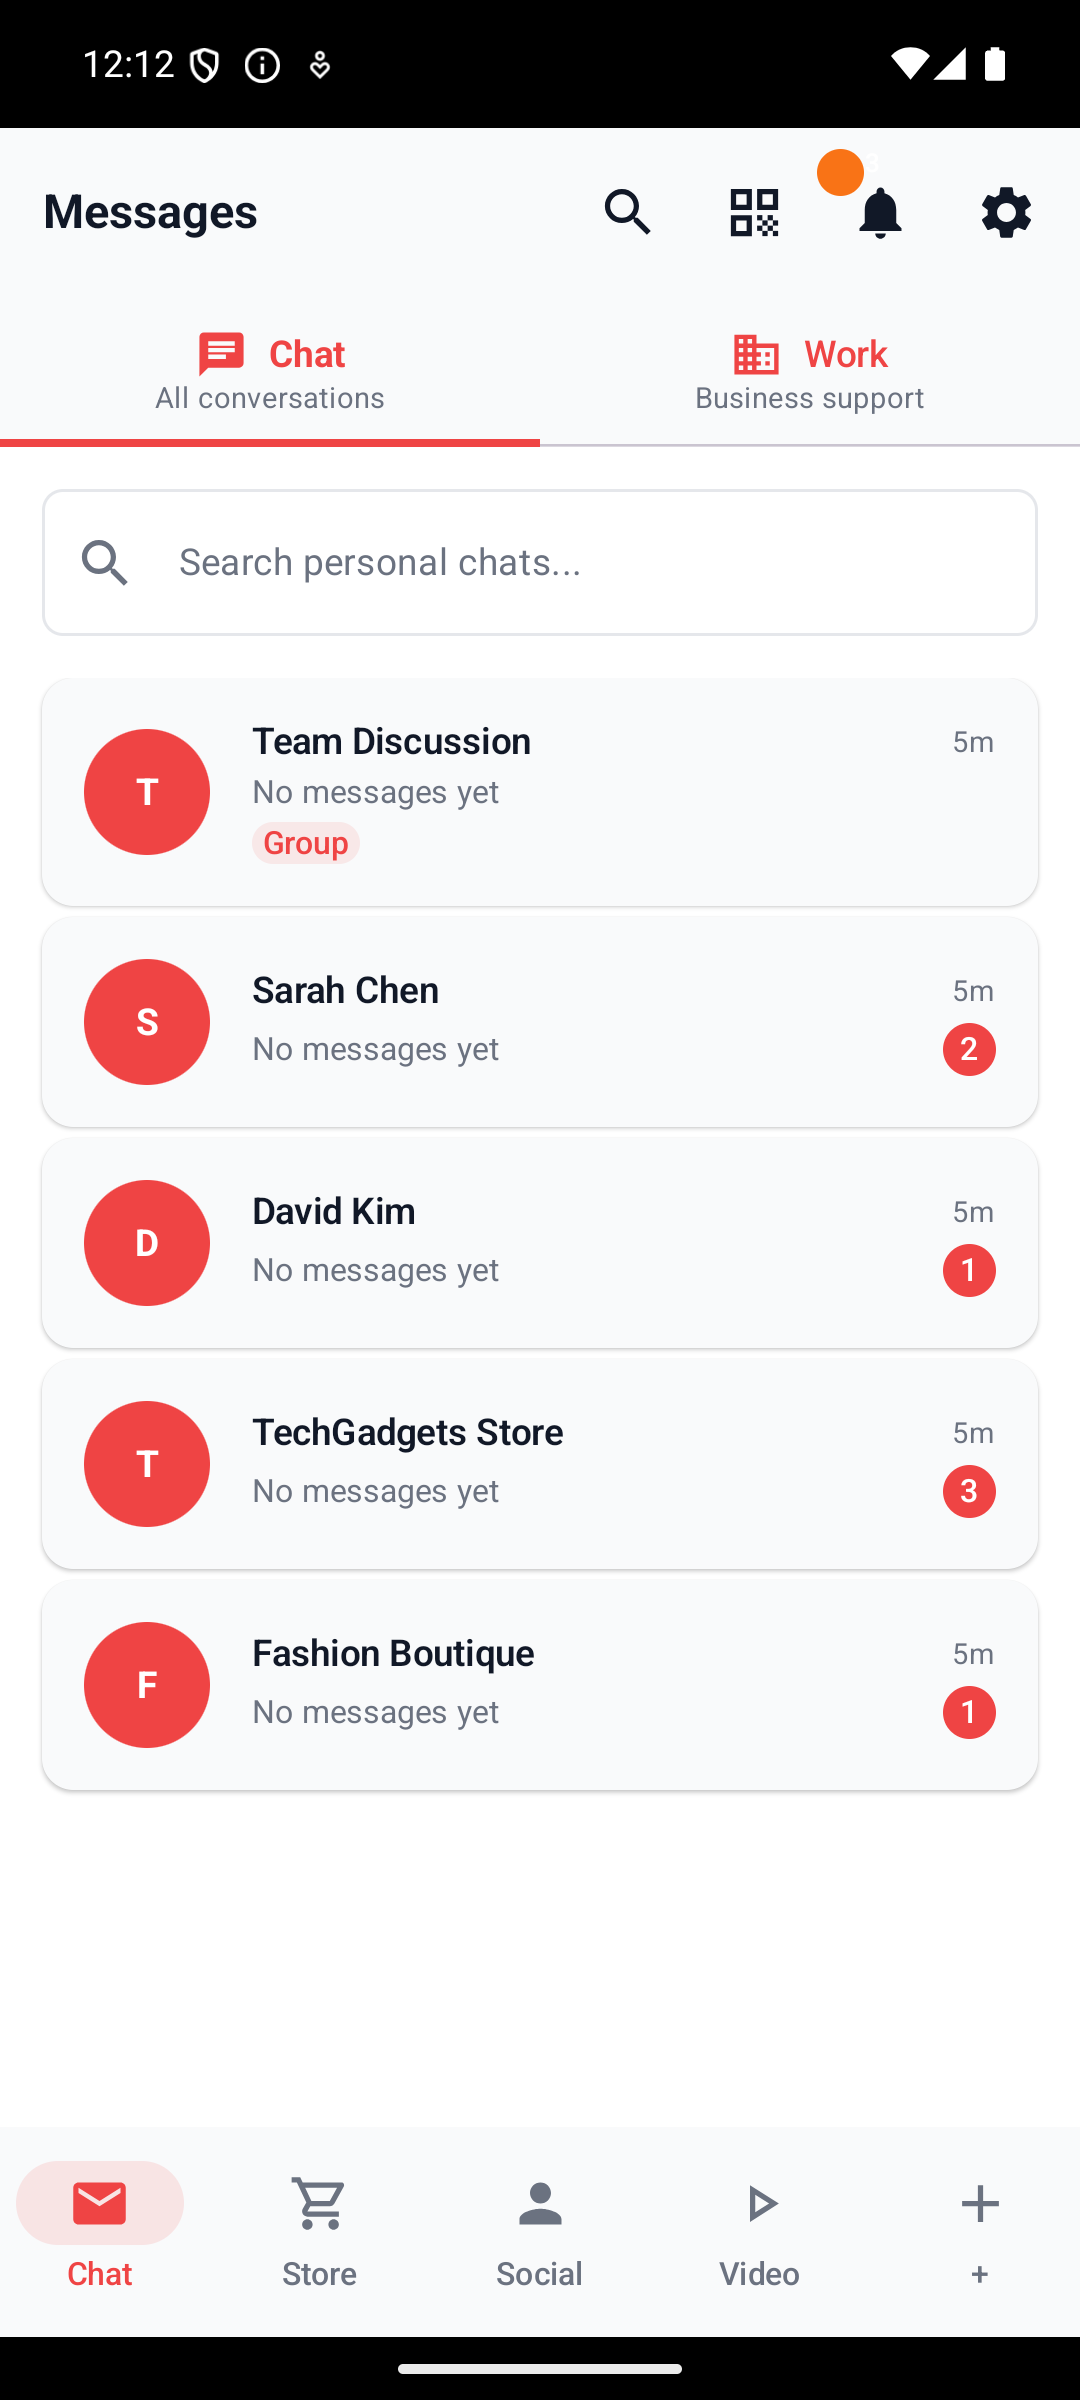 12:12
Messages
3
Chat
All conversations
Work
Business support
Search personal chats...
T
Team Discussion
5m
No messages yet
Group
S
Sarah Chen
5m
No messages yet
2
D
David Kim
5m
No messages yet
1
T
TechGadgets Store
5m
No messages yet
3
F
Fashion Boutique
5m
No messages yet
1
Chat
Store
Social
Video
+